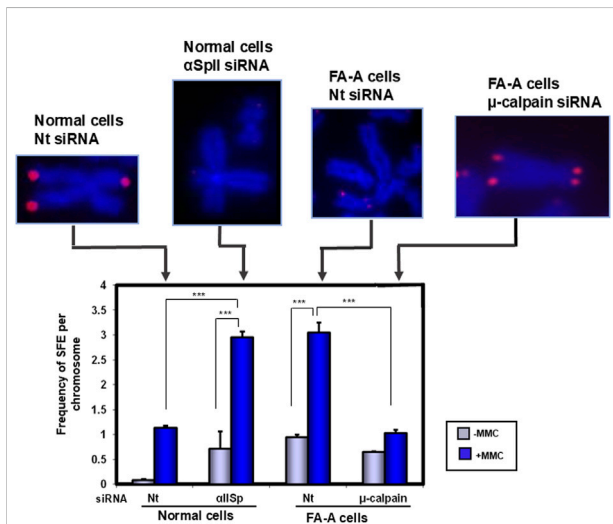 Normal cells
Nt siRNA
Normal cells
αSpII siRNA
FA-A cells
Nt siRNA
FA-A cells
μ-calpain siRNA
Frequency of SFE per
chromosome
4
3.5
3
2.5
2
1.5
1
0.5
0
***
***
***
***
-MMC
+MMC
siRNA Nt αIISp Nt μ-calpain
Normal cells FA-A cells